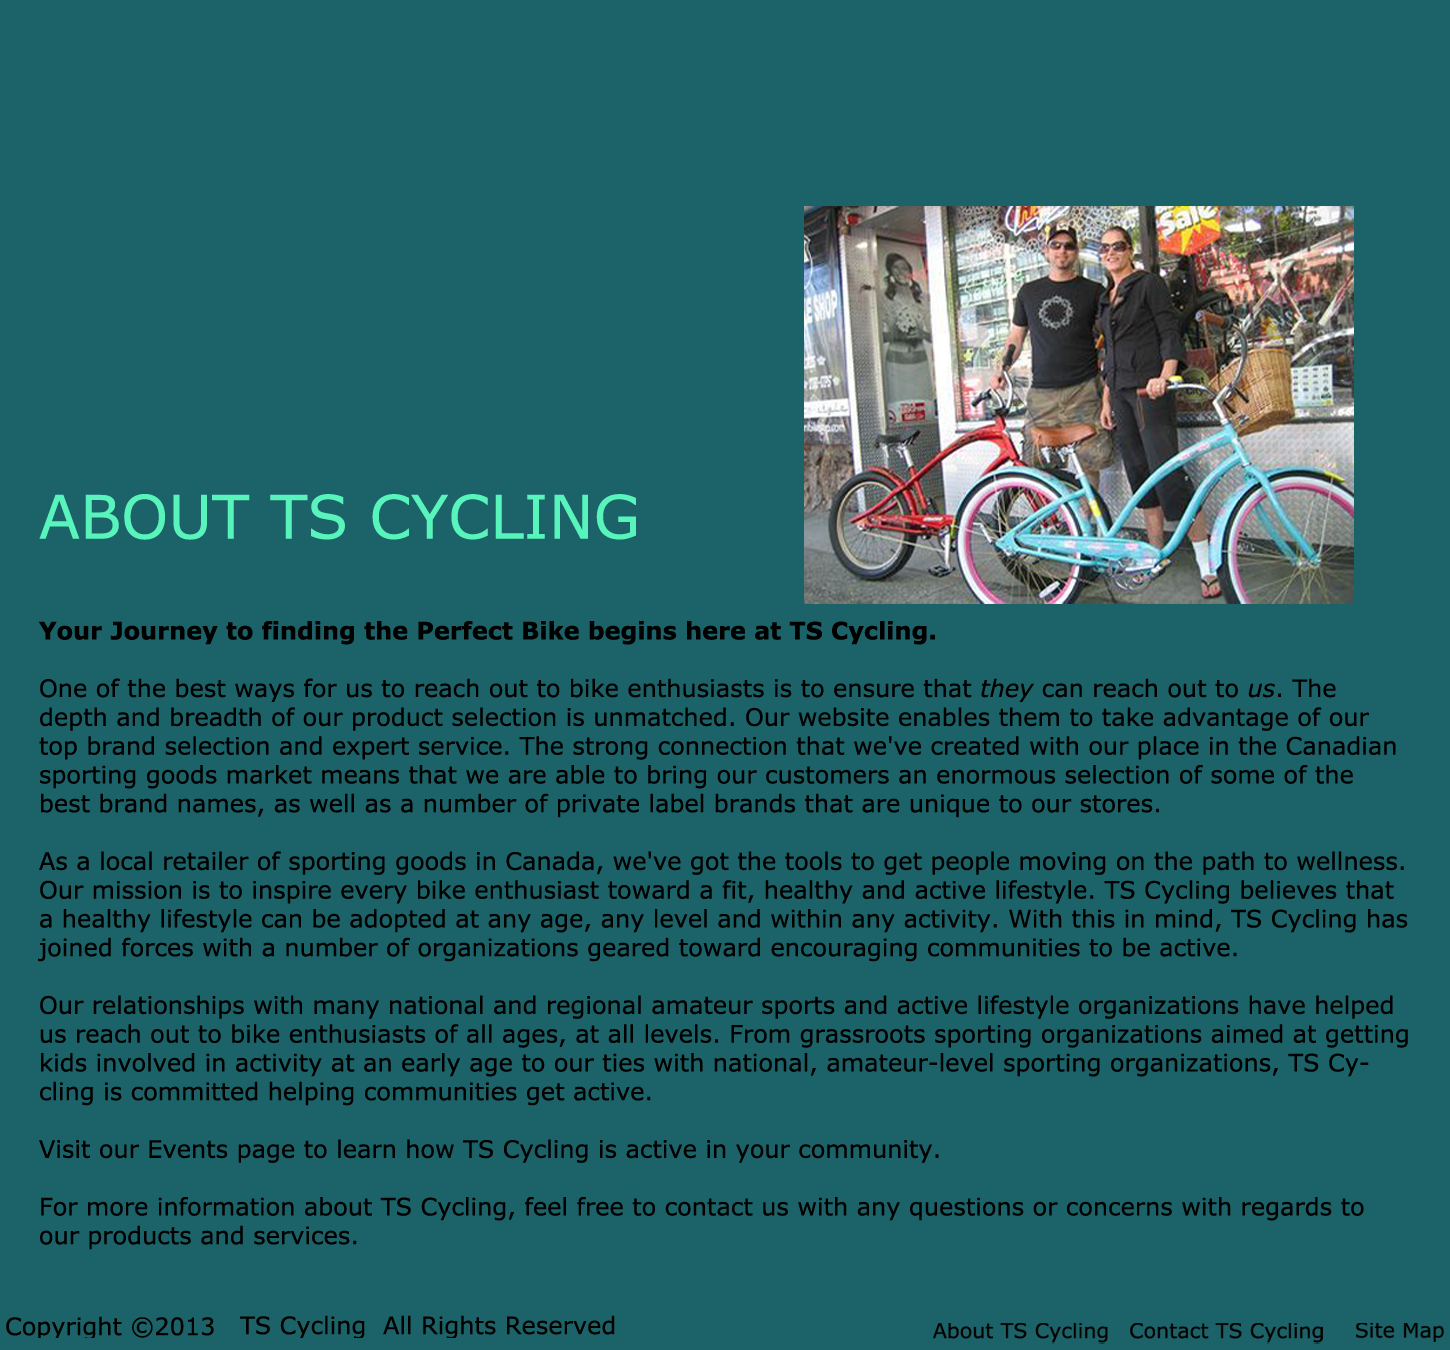 Sale
E SHOP
ABOUT TS CYCLING
Your Journey to finding the Perfect Bike begins here at TS Cycling.
One of the best ways for us to reach out to bike enthusiasts is to ensure that they can reach out to us. The
depth and breadth of our product selection is unmatched. Our website enables them to take advantage of our
top brand selection and expert service. The strong connection that we've created with our place in the Canadian
sporting goods market means that we are able to bring our customers an enormous selection of some of the
best brand names, as well as a number of private label brands that are unique to our stores.
As a local retailer of sporting goods in Canada, we've got the tools to get people moving on the path to wellness.
Our mission is to inspire every bike enthusiast toward a fit, healthy and active lifestyle. TS Cycling believes that
a healthy lifestyle can be adopted at any age, any level and within any activity. With this in mind, TS Cycling has
joined forces with a number of organizations geared toward encouraging communities to be active.
Our relationships with many national and regional amateur sports and active lifestyle organizations have helped
us reach out to bike enthusiasts of all ages, at all levels. From grassroots sporting organizations aimed at getting
kids involved in activity at an early age to our ties with national, amateur-level sporting organizations, TS Cy-
cling is committed helping communities get active.
Visit our Events page to learn how TS Cycling is active in your community.
For more information about TS Cycling, feel free to contact us with any questions or concerns with regards to
our products and services.
Copyright ©2013 TS Cycling All Rights Reserved
About TS Cycling Contact TS Cycling Site Map